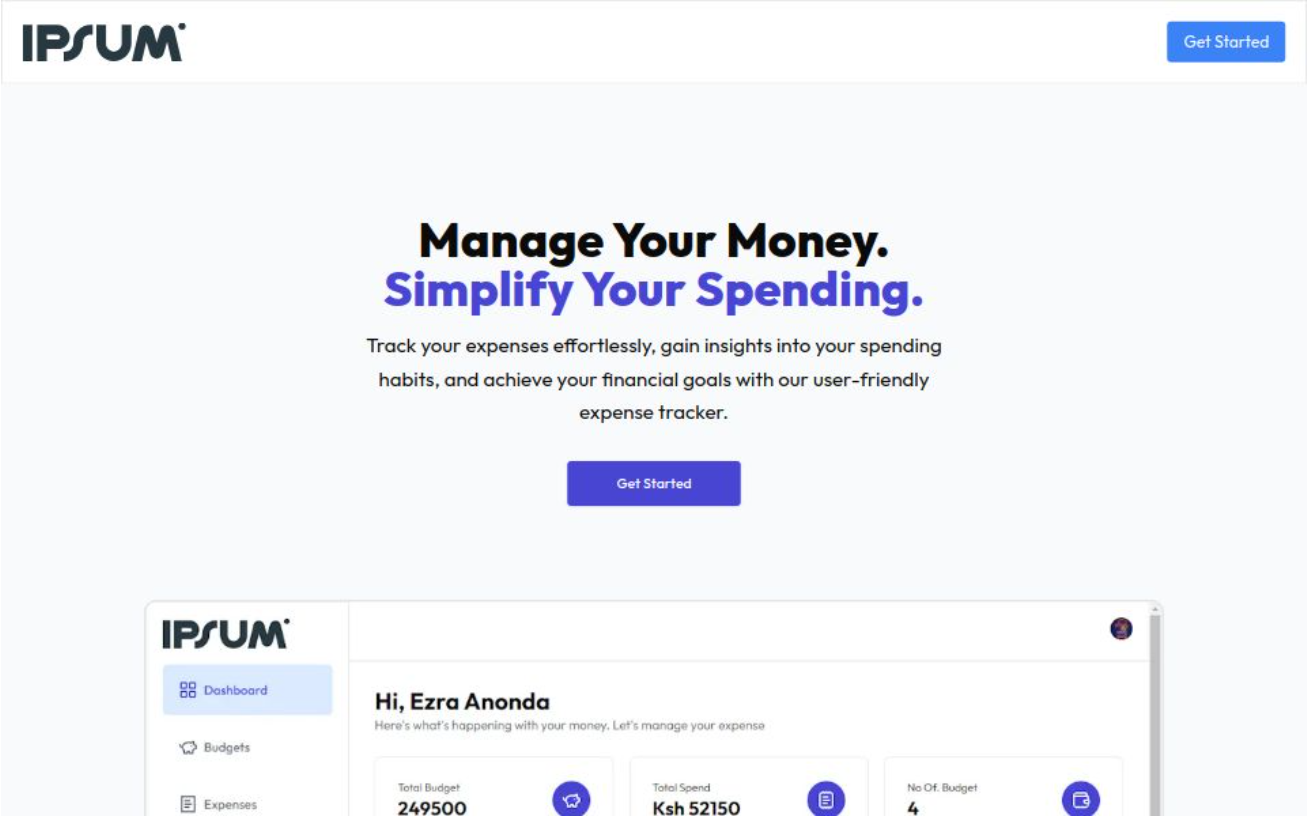 IPSUM
Get Started
Manage Your Money.
Simplify Your Spending.
Track your expenses effortlessly, gain insights into your spending
habits, and achieve your financial goals with our user-friendly
expense tracker.
Get Started
IPSUM
Dashboard
Hi, Ezra Anonda
Here's what's happening with your money. Let's manage your expense
Budgets
Total Budget
249500
Total Spend
Ksh 52150
No Of. Budget
4
Expenses